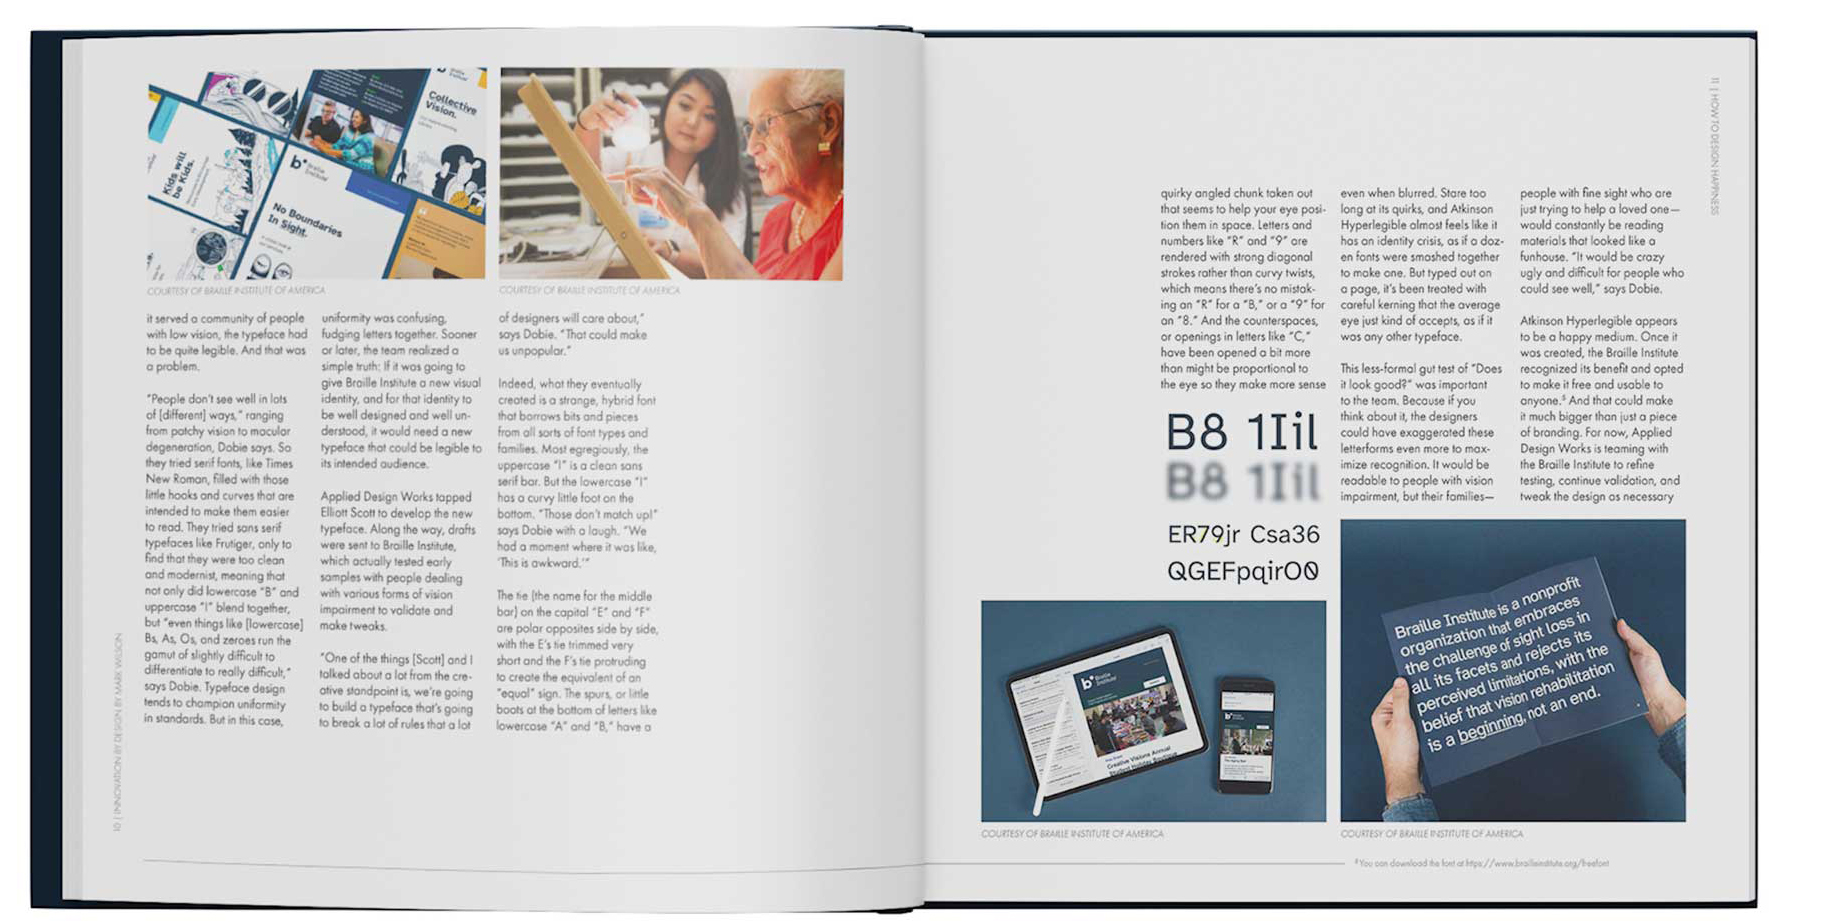 Collective
Vision.
Kids will
be Kids.
b Braille
Institute
No Boundaries
In Sight.
COURTESY OF BRAILLE INSTITUTE OF AMERICA
COURTESY OF BRAILLE INSTITUTE OF AMERICA
it served a community of people
with low vision, the typeface had
to be quite legible. And that was
a problem.
"People don't see well in lots
of [different] ways," ranging
from patchy vision to macular
degeneration, Dobie says. So
they tried serif fonts, like Times
New Roman, filled with those
little hooks and curves that are
intended to make them easier
to read. They tried sans serif
typefaces like Frutiger, only to
find that they were too clean
and modernist, meaning that
not only did lowercase "B" and
uppercase "I" blend together,
but "even things like [lowercase]
Bs, As, Os, and zeroes run the
gamut of slightly difficult to
differentiate to really difficult,"
says Dobie. Typeface design
tends to champion uniformity
in standards. But in this case,
uniformity was confusing,
fudging letters together. Sooner
or later, the team realized a
simple truth: If it was going to
give Braille Institute a new visual
identity, and for that identity to
be well designed and well un-
derstood, it would need a new
typeface that could be legible to
its intended audience.
Applied Design Works tapped
Elliott Scott to develop the new
typeface. Along the way, drafts
were sent to Braille Institute,
which actually tested early
samples with people dealing
with various forms of vision
impairment to validate and
make tweaks.
"One of the things [Scott] and I
talked about a lot from the cre-
ative standpoint is, we're going
to build a typeface that's going
to break a lot of rules that a lot
of designers will care about,"
says Dobie. "That could make
us unpopular."
Indeed, what they eventually
created is a strange, hybrid font
that borrows bits and pieces
from all sorts of font types and
families. Most egregiously, the
uppercase "I" is a clean sans
serif bar. But the lowercase "I"
has a curvy little foot on the
bottom. "Those don't match up!"
says Dobie with a laugh. "We
had a moment where it was like,
'This is awkward.'"
The tie (the name for the middle
bar) on the capital "E" and "F"
are polar opposites side by side,
with the E's tie trimmed very
short and the F's tie protruding
to create the equivalent of an
"equal" sign. The spurs, or little
boots at the bottom of letters like
lowercase "A" and "B," have a
10 | INNOVATION BY DESIGN BY MARK WILSON
11 | HOW TO DESIGN HAPPINESS
quirky angled chunk taken out
that seems to help your eye posi-
tion them in space. Letters and
numbers like "R" and "9" are
rendered with strong diagonal
strokes rather than curvy twists,
which means there's no mistak-
ing an "R" for a "B," or a "9" for
an "8." And the counterspaces,
or openings in letters like "C,"
have been opened a bit more
than might be proportional to
the eye so they make more sense
B8 1Iil
B8 1Iil
ER79jr Csa36
QGEFpqirO0
even when blurred. Stare too
long at its quirks, and Atkinson
Hyperlegible almost feels like it
has an identity crisis, as if a doz-
en fonts were smashed together
to make one. But typed out on
a page, it's been treated with
careful kerning that the average
eye just kind of accepts, as if it
was any other typeface.
This less-formal gut test of "Does
it look good?" was important
to the team. Because if you
think about it, the designers
could have exaggerated these
letterforms even more to max-
imize recognition. It would be
readable to people with vision
impairment, but their families—
people with fine sight who are
just trying to help a loved one—
would constantly be reading
materials that looked like a
funhouse. "It would be crazy
ugly and difficult for people who
could see well," says Dobie.
Atkinson Hyperlegible appears
to be a happy medium. Once it
was created, the Braille Institute
recognized its benefit and opted
to make it free and usable to
anyone.⁵ And that could make
it much bigger than just a piece
of branding. For now, Applied
Design Works is teaming with
the Braille Institute to refine
testing, continue validation, and
tweak the design as necessary
b Braille
Institute
Creative Visions Annual
Student Holiday Boutique
b
Braille Institute is a nonprofit
organization that embraces
the challenge of sight loss in
all its facets and rejects its
perceived limitations, with the
belief that vision rehabilitation
is a beginning, not an end.
COURTESY OF BRAILLE INSTITUTE OF AMERICA
COURTESY OF BRAILLE INSTITUTE OF AMERICA
⁵ You can download the font at https://www.brailleinstitute.org/freefont